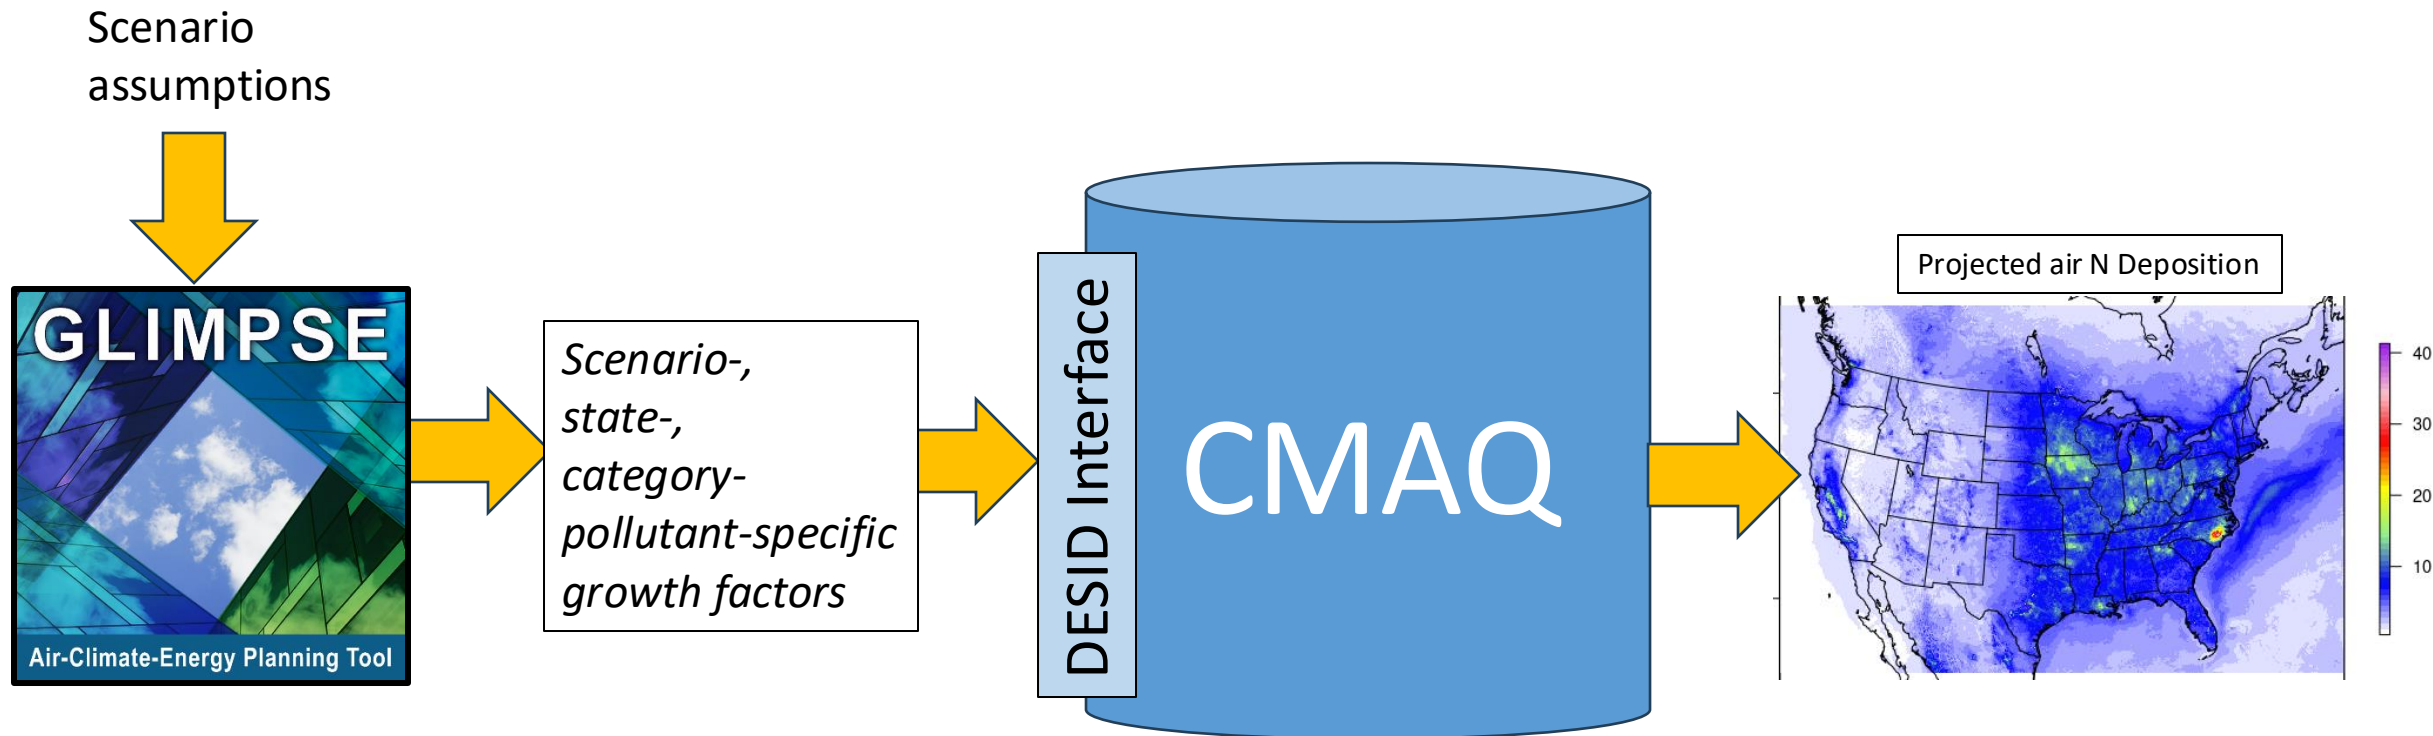 Scenario
assumptions
GLIMPSE
Air-Climate-Energy Planning Tool
Scenario-,
state-,
category-
pollutant-specific
growth factors
DESID Interface
CMAQ
Projected air N Deposition
40
30
20
10